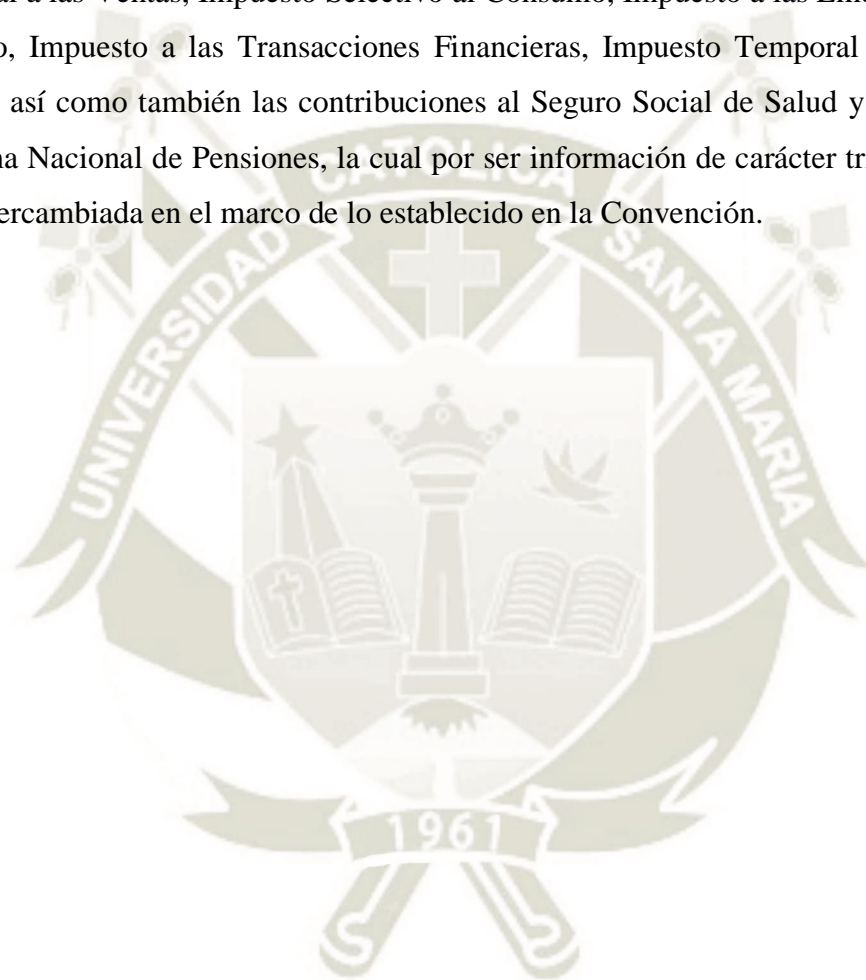 al a las Ventas, Impuesto Selectivo al Consumo, Impuesto a las
o, Impuesto a las Transacciones Financieras, Impuesto Temporal
así como también las contribuciones al Seguro Social de Salud y
na Nacional de Pensiones, la cual por ser información de carácter
ercambiada en el marco de lo establecido en la Convención.
UNIVERSIDAD CATOLICA SANTA MARIA
1961